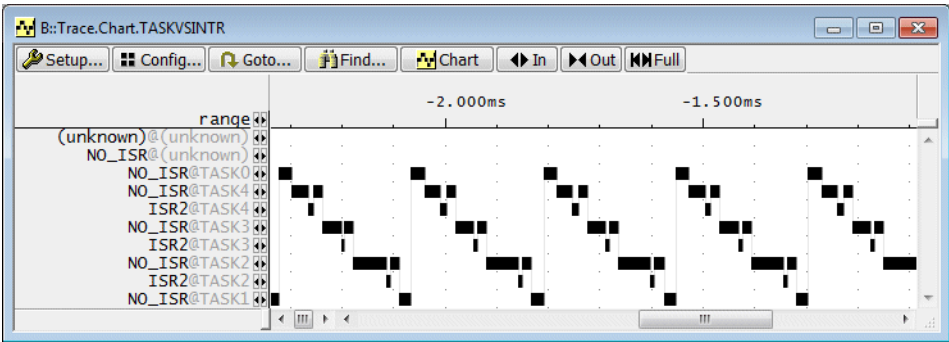 B::Trace.Chart.TASKVSINTR
Setup... Config... Goto... Find... Chart In Out Full
-2.000ms -1.500ms
range
(unknown)@(unknown)
NO_ISR@(unknown)
NO_ISR@TASK0
NO_ISR@TASK4
ISR2@TASK4
NO_ISR@TASK3
ISR2@TASK3
NO_ISR@TASK2
ISR2@TASK2
NO_ISR@TASK1